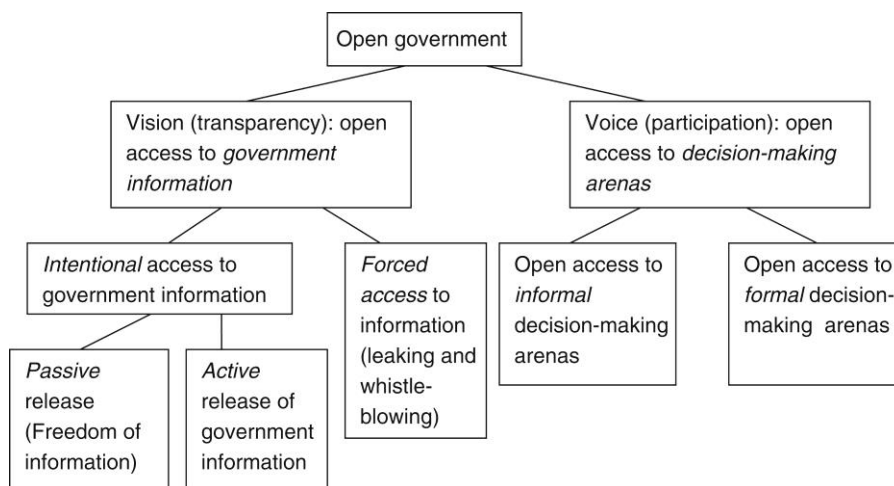 Open government
Vision (transparency): open
access to government
information
Voice (participation): open
access to decision-making
arenas
Intentional access to
government information
Forced
access to
information
(leaking and
whistle-
blowing)
Open access to
informal
decision-making
arenas
Open access to
formal decision-
making arenas
Passive
release
(Freedom of
information)
Active
release of
government
information